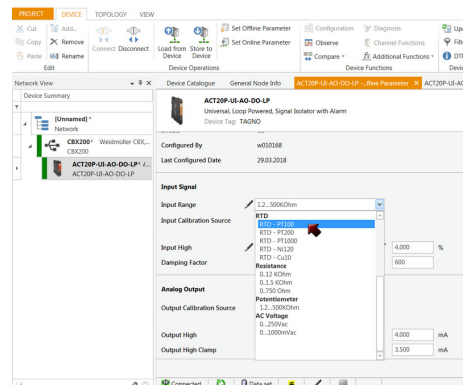 PROJECT DEVICE TOPOLOGY VIEW
Cut Add...
Copy Remove
Paste Rename
Connect Disconnect
Load from Device Store to Device
Set Offline Parameter
Set Online Parameter
Configuration Diagnosis
Observe Channel Functions
Compare Additional Functions
Edit Device Operations Device Functions
Network View Device Catalogue General Node Info ACT20P-UI-AO-DO-LP -...fline Parameter
Device Summary
[Unnamed]*
Network
CBX200* Weidmüller CBX,...
CBX200
ACT20P-UI-AO-DO-LP* /...
ACT20P-UI-AO-DO-LP
ACT20P-UI-AO-DO-LP
Universal, Loop Powered, Signal Isolator with Alarm
Device Tag: TAGNO
Configured By w010168
Last Configured Date 29.03.2018
Input Signal
Input Range 1.2...500KOhm
RTD
RTD - PT100
RTD - PT200
RTD - PT1000
RTD - Ni120
RTD - Cu10
Resistance
0..12 KOhm
0..1.5 KOhm
0..750 Ohm
Potentiometer
1.2...500KOhm
AC Voltage
0...250Vac
0...1000mVac
Input Calibration Source
Input High 4.000 %
Damping Factor 600
Analog Output
Output Calibration Source
Output High 4.000 mA
Output High Clamp 3.500 mA
Connected Data set